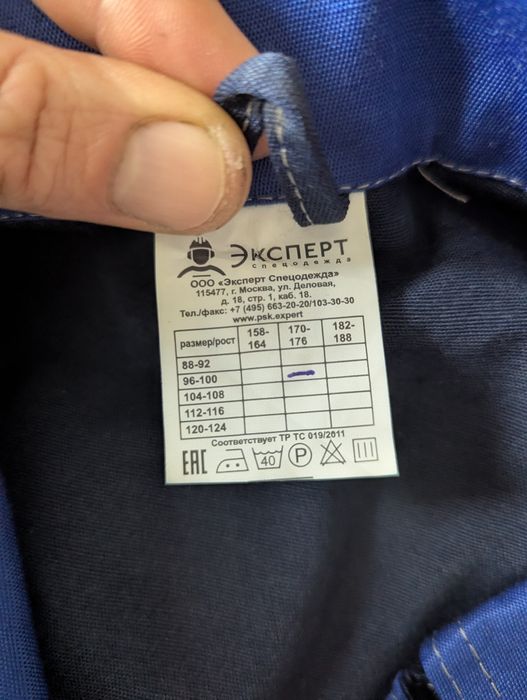 ЭКСПЕРТ
спецодежда
ООО «Эксперт Спецодежда»
115477, г. Москва, ул. Деловая,
д. 18, стр. 1, каб. 18.
Тел./факс: +7 (495) 663-20-20/103-30-30
www.psk.expert
размер/рост 158-164 170-176 182-188
88-92
96-100
104-108
112-116
120-124
Соответствует ТР ТС 019/2011
EAC 40 P